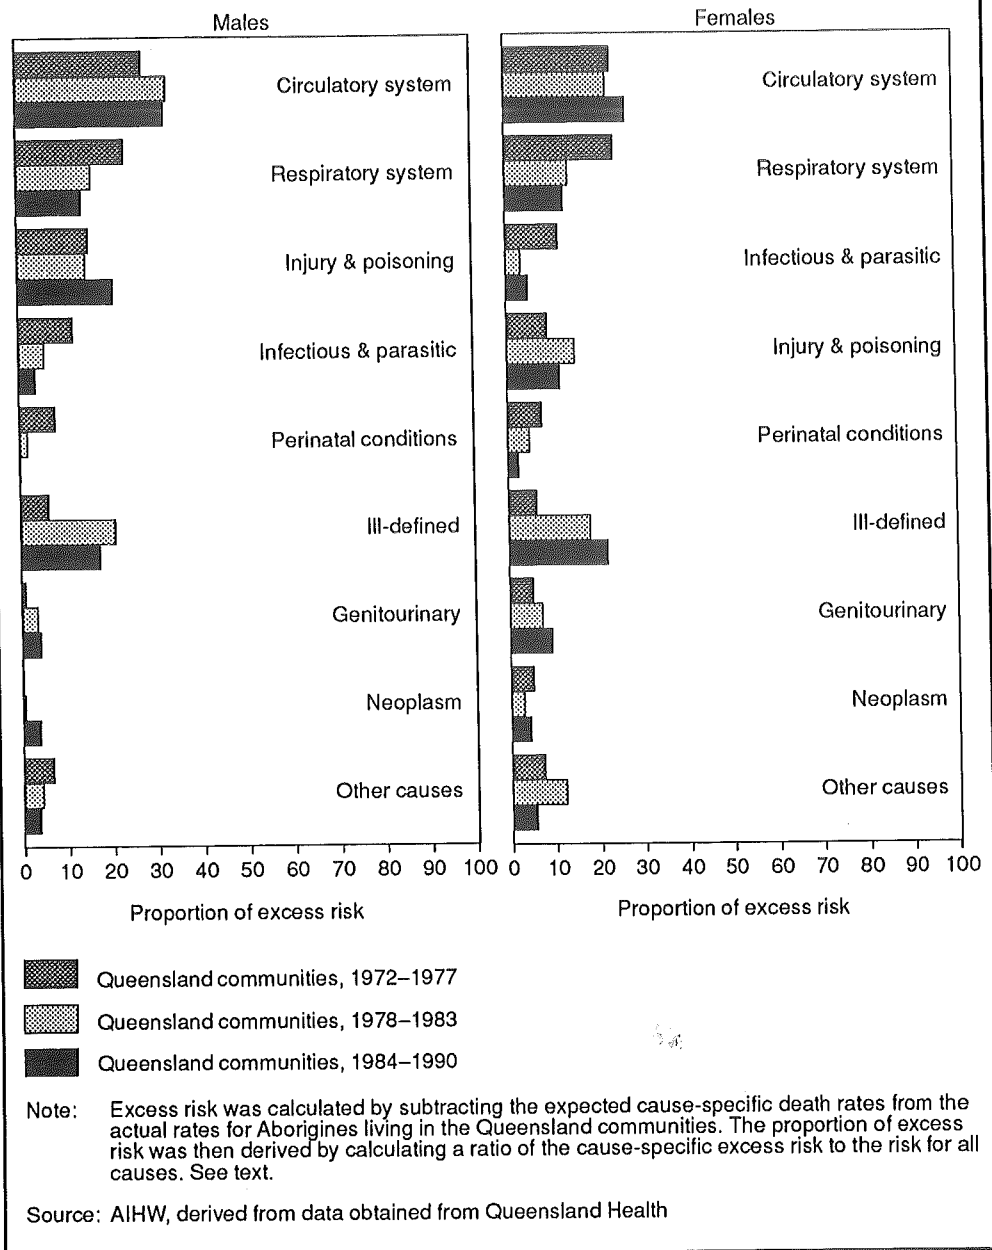 Males
Circulatory system
Respiratory system
Injury & poisoning
Infectious & parasitic
Perinatal conditions
Ill-defined
Genitourinary
Neoplasm
Other causes
0 10 20 30 40 50 60 70 80 90 100
Proportion of excess risk
Females
Circulatory system
Respiratory system
Infectious & parasitic
Injury & poisoning
Perinatal conditions
Ill-defined
Genitourinary
Neoplasm
Other causes
0 10 20 30 40 50 60 70 80 90 100
Proportion of excess risk
Queensland communities, 1972–1977
Queensland communities, 1978–1983
Queensland communities, 1984–1990
Note: Excess risk was calculated by subtracting the expected cause-specific death rates from the
actual rates for Aborigines living in the Queensland communities. The proportion of excess
risk was then derived by calculating a ratio of the cause-specific excess risk to the risk for all
causes. See text.
Source: AIHW, derived from data obtained from Queensland Health